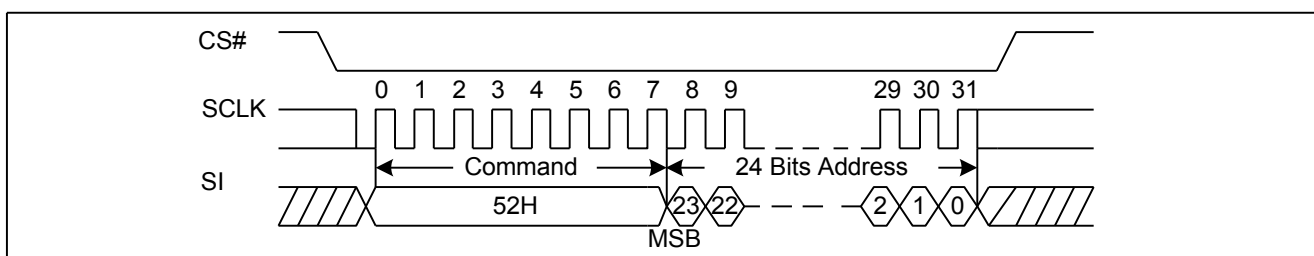 CS#
0 1 2 3 4 5 6 7 8 9 29 30 31
SCLK
Command 24 Bits Address
SI
52H 23 22 2 1 0
MSB